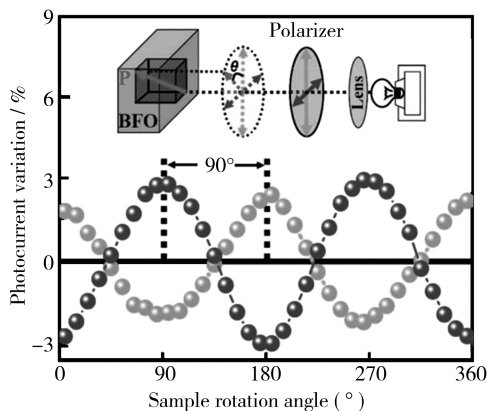 9
6
3
0
−3
Photocurrent variation / %
Polarizer
P
θ
BFO
Lens
90°
0 90 180 270 360
Sample rotation angle ( ° )